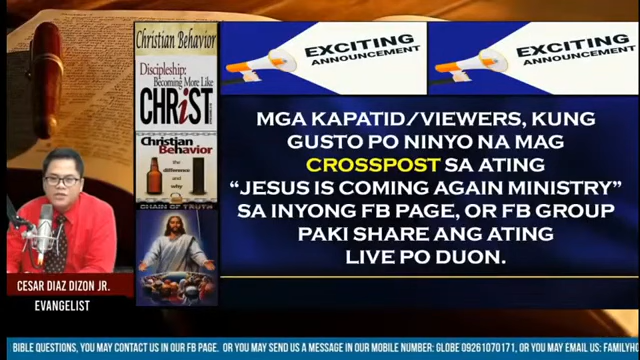 Christian Behavior
Discipleship:
Becoming More Like
CHRiST
Christian
Behavior
the
difference
and
why
CHAIN OF TRUTH
EXCITING
ANNOUNCEMENT
EXCITING
ANNOUNCEMENT
MGA KAPATID/VIEWERS, KUNG
GUSTO PO NINYO NA MAG
CROSSPOST SA ATING
“JESUS IS COMING AGAIN MINISTRY”
SA INYONG FB PAGE, OR FB GROUP
PAKI SHARE ANG ATING
LIVE PO DUON.
CESAR DIAZ DIZON JR.
EVANGELIST
BIBLE QUESTIONS, YOU MAY CONTACT US IN OUR FB PAGE. OR YOU MAY SEND US A MESSAGE IN OUR MOBILE NUMBER: GLOBE 09261070171, OR YOU MAY EMAIL US: FAMILYHO